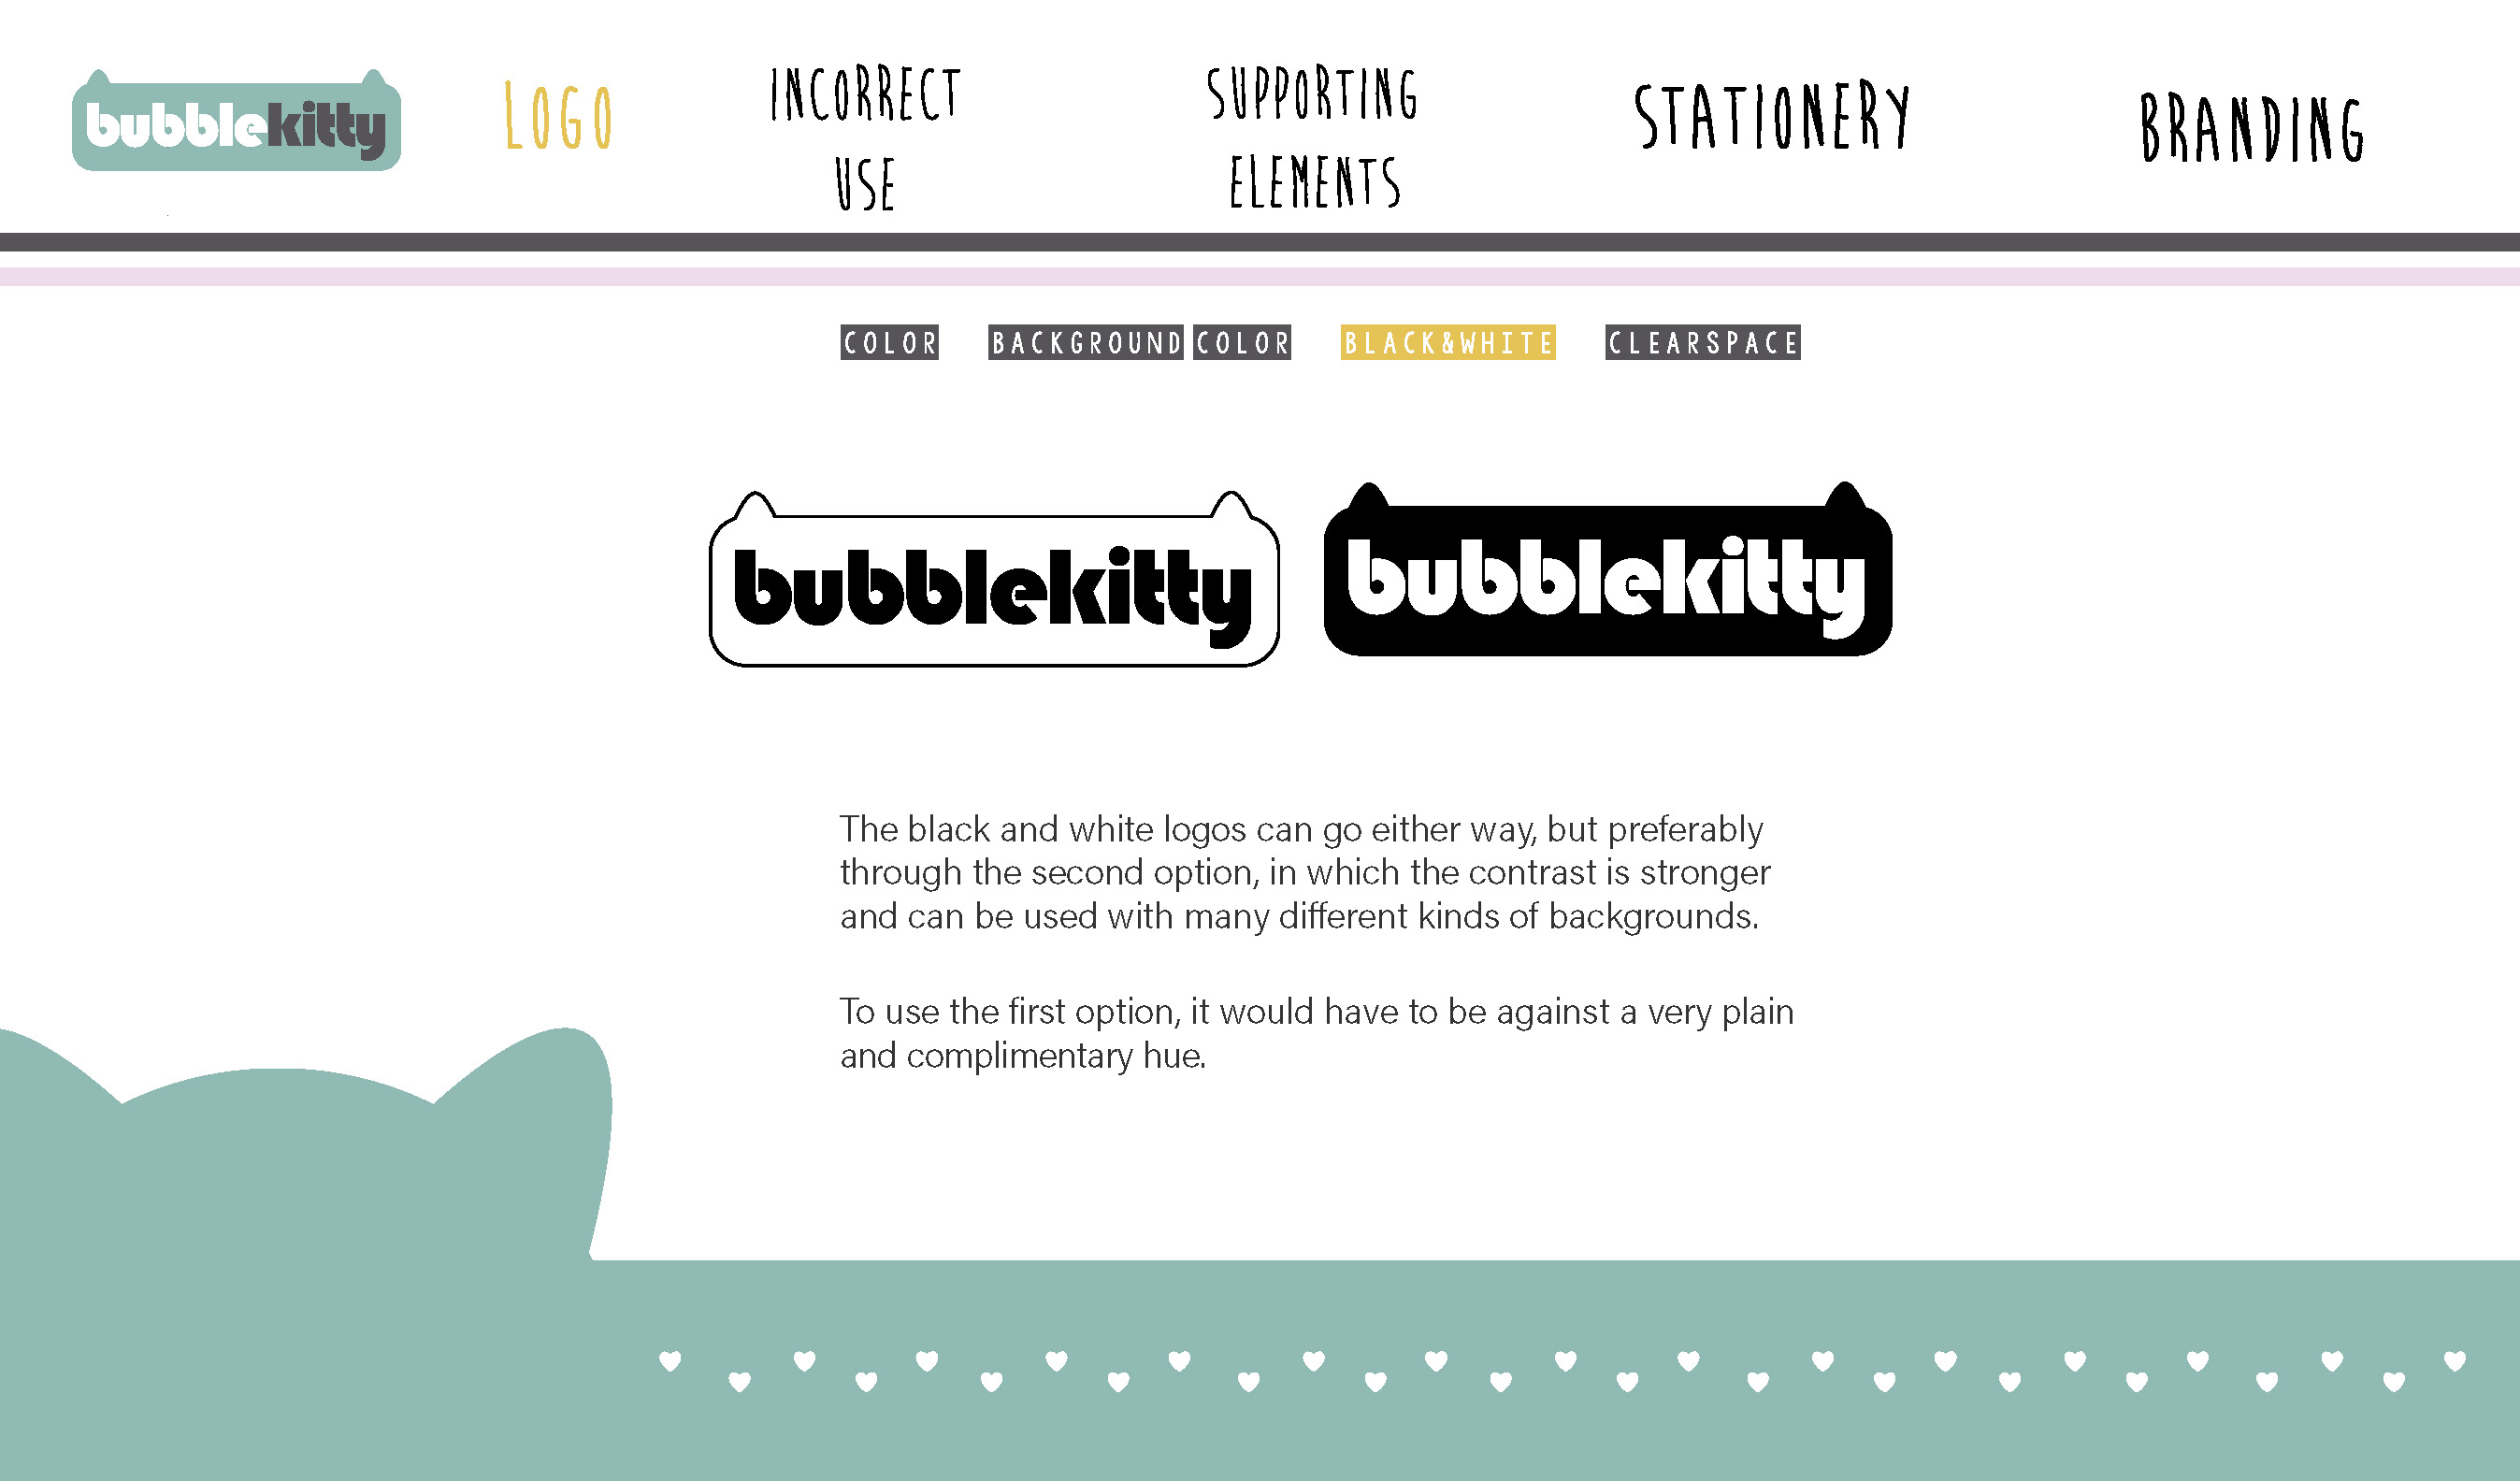 bubblekitty
LOGO
INCORRECT
USE
SUPPORTING
ELEMENTS
STATIONERY
BRANDING
COLOR
BACKGROUND COLOR
BLACK&WHITE
CLEARSPACE
bubblekitty
bubblekitty
The black and white logos can go either way, but preferably
through the second option, in which the contrast is stronger
and can be used with many different kinds of backgrounds.
To use the first option, it would have to be against a very plain
and complimentary hue.